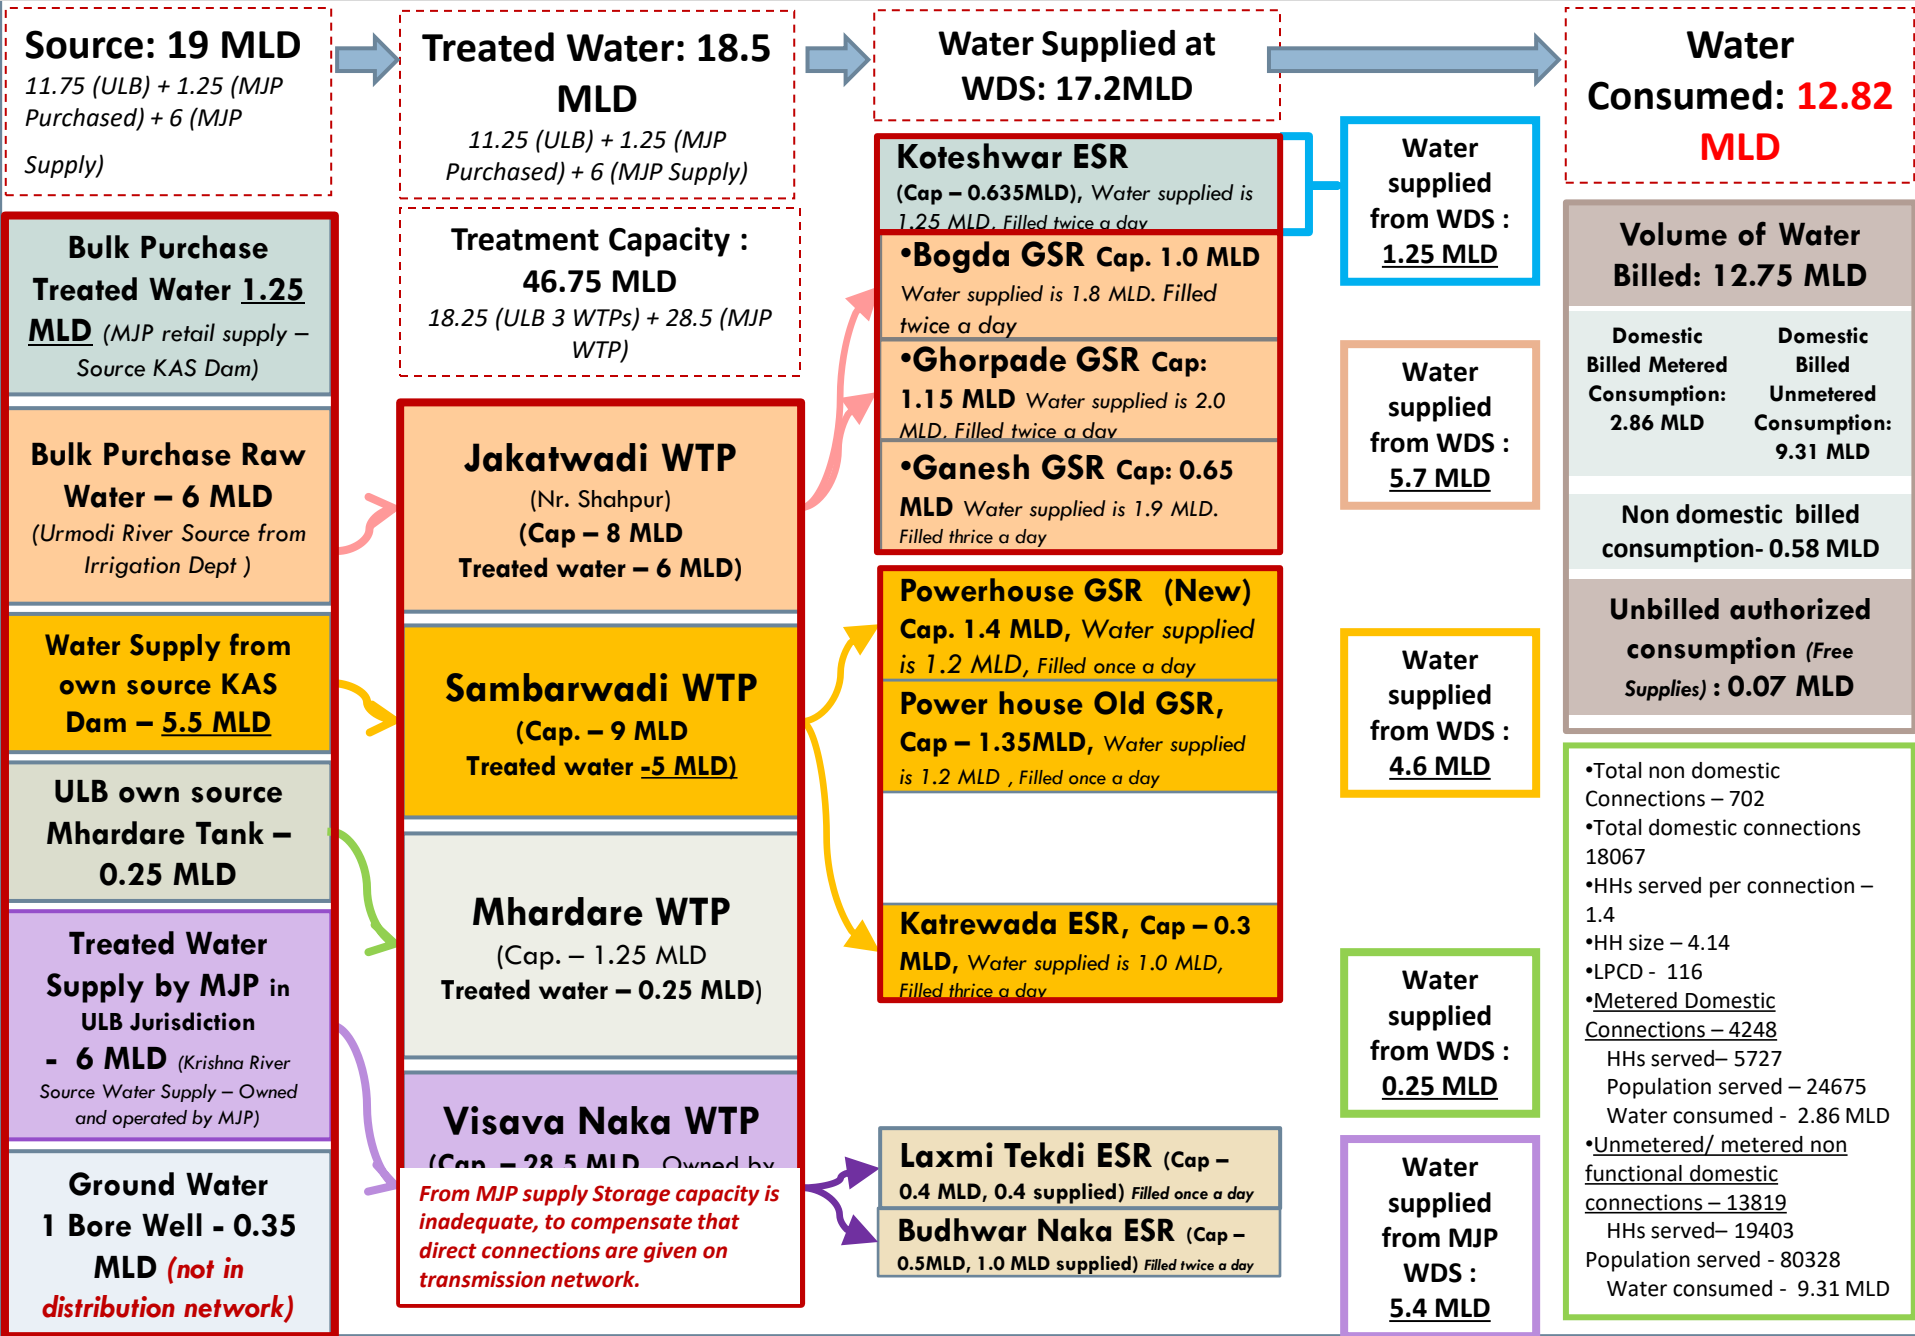 Source: 19 MLD
11.75 (ULB) + 1.25 (MJP
Purchased) + 6 (MJP
Supply)
Treated Water: 18.5
MLD
11.25 (ULB) + 1.25 (MJP
Purchased) + 6 (MJP Supply)
Water Supplied at
WDS: 17.2MLD
Water
Consumed: 12.82
MLD
Bulk Purchase
Treated Water 1.25
MLD (MJP retail supply –
Source KAS Dam)
Bulk Purchase Raw
Water – 6 MLD
(Urmodi River Source from
Irrigation Dept )
Water Supply from
own source KAS
Dam – 5.5 MLD
ULB own source
Mhardare Tank –
0.25 MLD
Treated Water
Supply by MJP in
ULB Jurisdiction
- 6 MLD (Krishna River
Source Water Supply – Owned
and operated by MJP)
Ground Water
1 Bore Well - 0.35
MLD (not in
distribution network)
Treatment Capacity :
46.75 MLD
18.25 (ULB 3 WTPs) + 28.5 (MJP
WTP)
Jakatwadi WTP
(Nr. Shahpur)
(Cap – 8 MLD
Treated water – 6 MLD)
Sambarwadi WTP
(Cap. – 9 MLD
Treated water -5 MLD)
Mhardare WTP
(Cap. – 1.25 MLD
Treated water – 0.25 MLD)
Visava Naka WTP
(Cap. – 28.5 MLD Owned by
From MJP supply Storage capacity is
inadequate, to compensate that
direct connections are given on
transmission network.
Koteshwar ESR
(Cap – 0.635MLD), Water supplied is
1.25 MLD, Filled twice a day
•Bogda GSR Cap. 1.0 MLD
Water supplied is 1.8 MLD. Filled
twice a day
•Ghorpade GSR Cap:
1.15 MLD Water supplied is 2.0
MLD, Filled twice a day
•Ganesh GSR Cap: 0.65
MLD Water supplied is 1.9 MLD.
Filled thrice a day
Powerhouse GSR (New)
Cap. 1.4 MLD, Water supplied
is 1.2 MLD, Filled once a day
Power house Old GSR,
Cap – 1.35MLD, Water supplied
is 1.2 MLD , Filled once a day
Katrewada ESR, Cap – 0.3
MLD, Water supplied is 1.0 MLD,
Filled thrice a day
Laxmi Tekdi ESR (Cap –
0.4 MLD, 0.4 supplied) Filled once a day
Budhwar Naka ESR (Cap –
0.5MLD, 1.0 MLD supplied) Filled twice a day
Water
supplied
from WDS :
1.25 MLD
Water
supplied
from WDS :
5.7 MLD
Water
supplied
from WDS :
4.6 MLD
Water
supplied
from WDS :
0.25 MLD
Water
supplied
from MJP
WDS :
5.4 MLD
Volume of Water
Billed: 12.75 MLD
Domestic
Billed Metered
Consumption:
2.86 MLD
Domestic
Billed
Unmetered
Consumption:
9.31 MLD
Non domestic billed
consumption- 0.58 MLD
Unbilled authorized
consumption (Free
Supplies) : 0.07 MLD
•Total non domestic
Connections – 702
•Total domestic connections
18067
•HHs served per connection –
1.4
•HH size – 4.14
•LPCD - 116
•Metered Domestic
Connections – 4248
HHs served– 5727
Population served – 24675
Water consumed - 2.86 MLD
•Unmetered/ metered non
functional domestic
connections – 13819
HHs served– 19403
Population served - 80328
Water consumed - 9.31 MLD